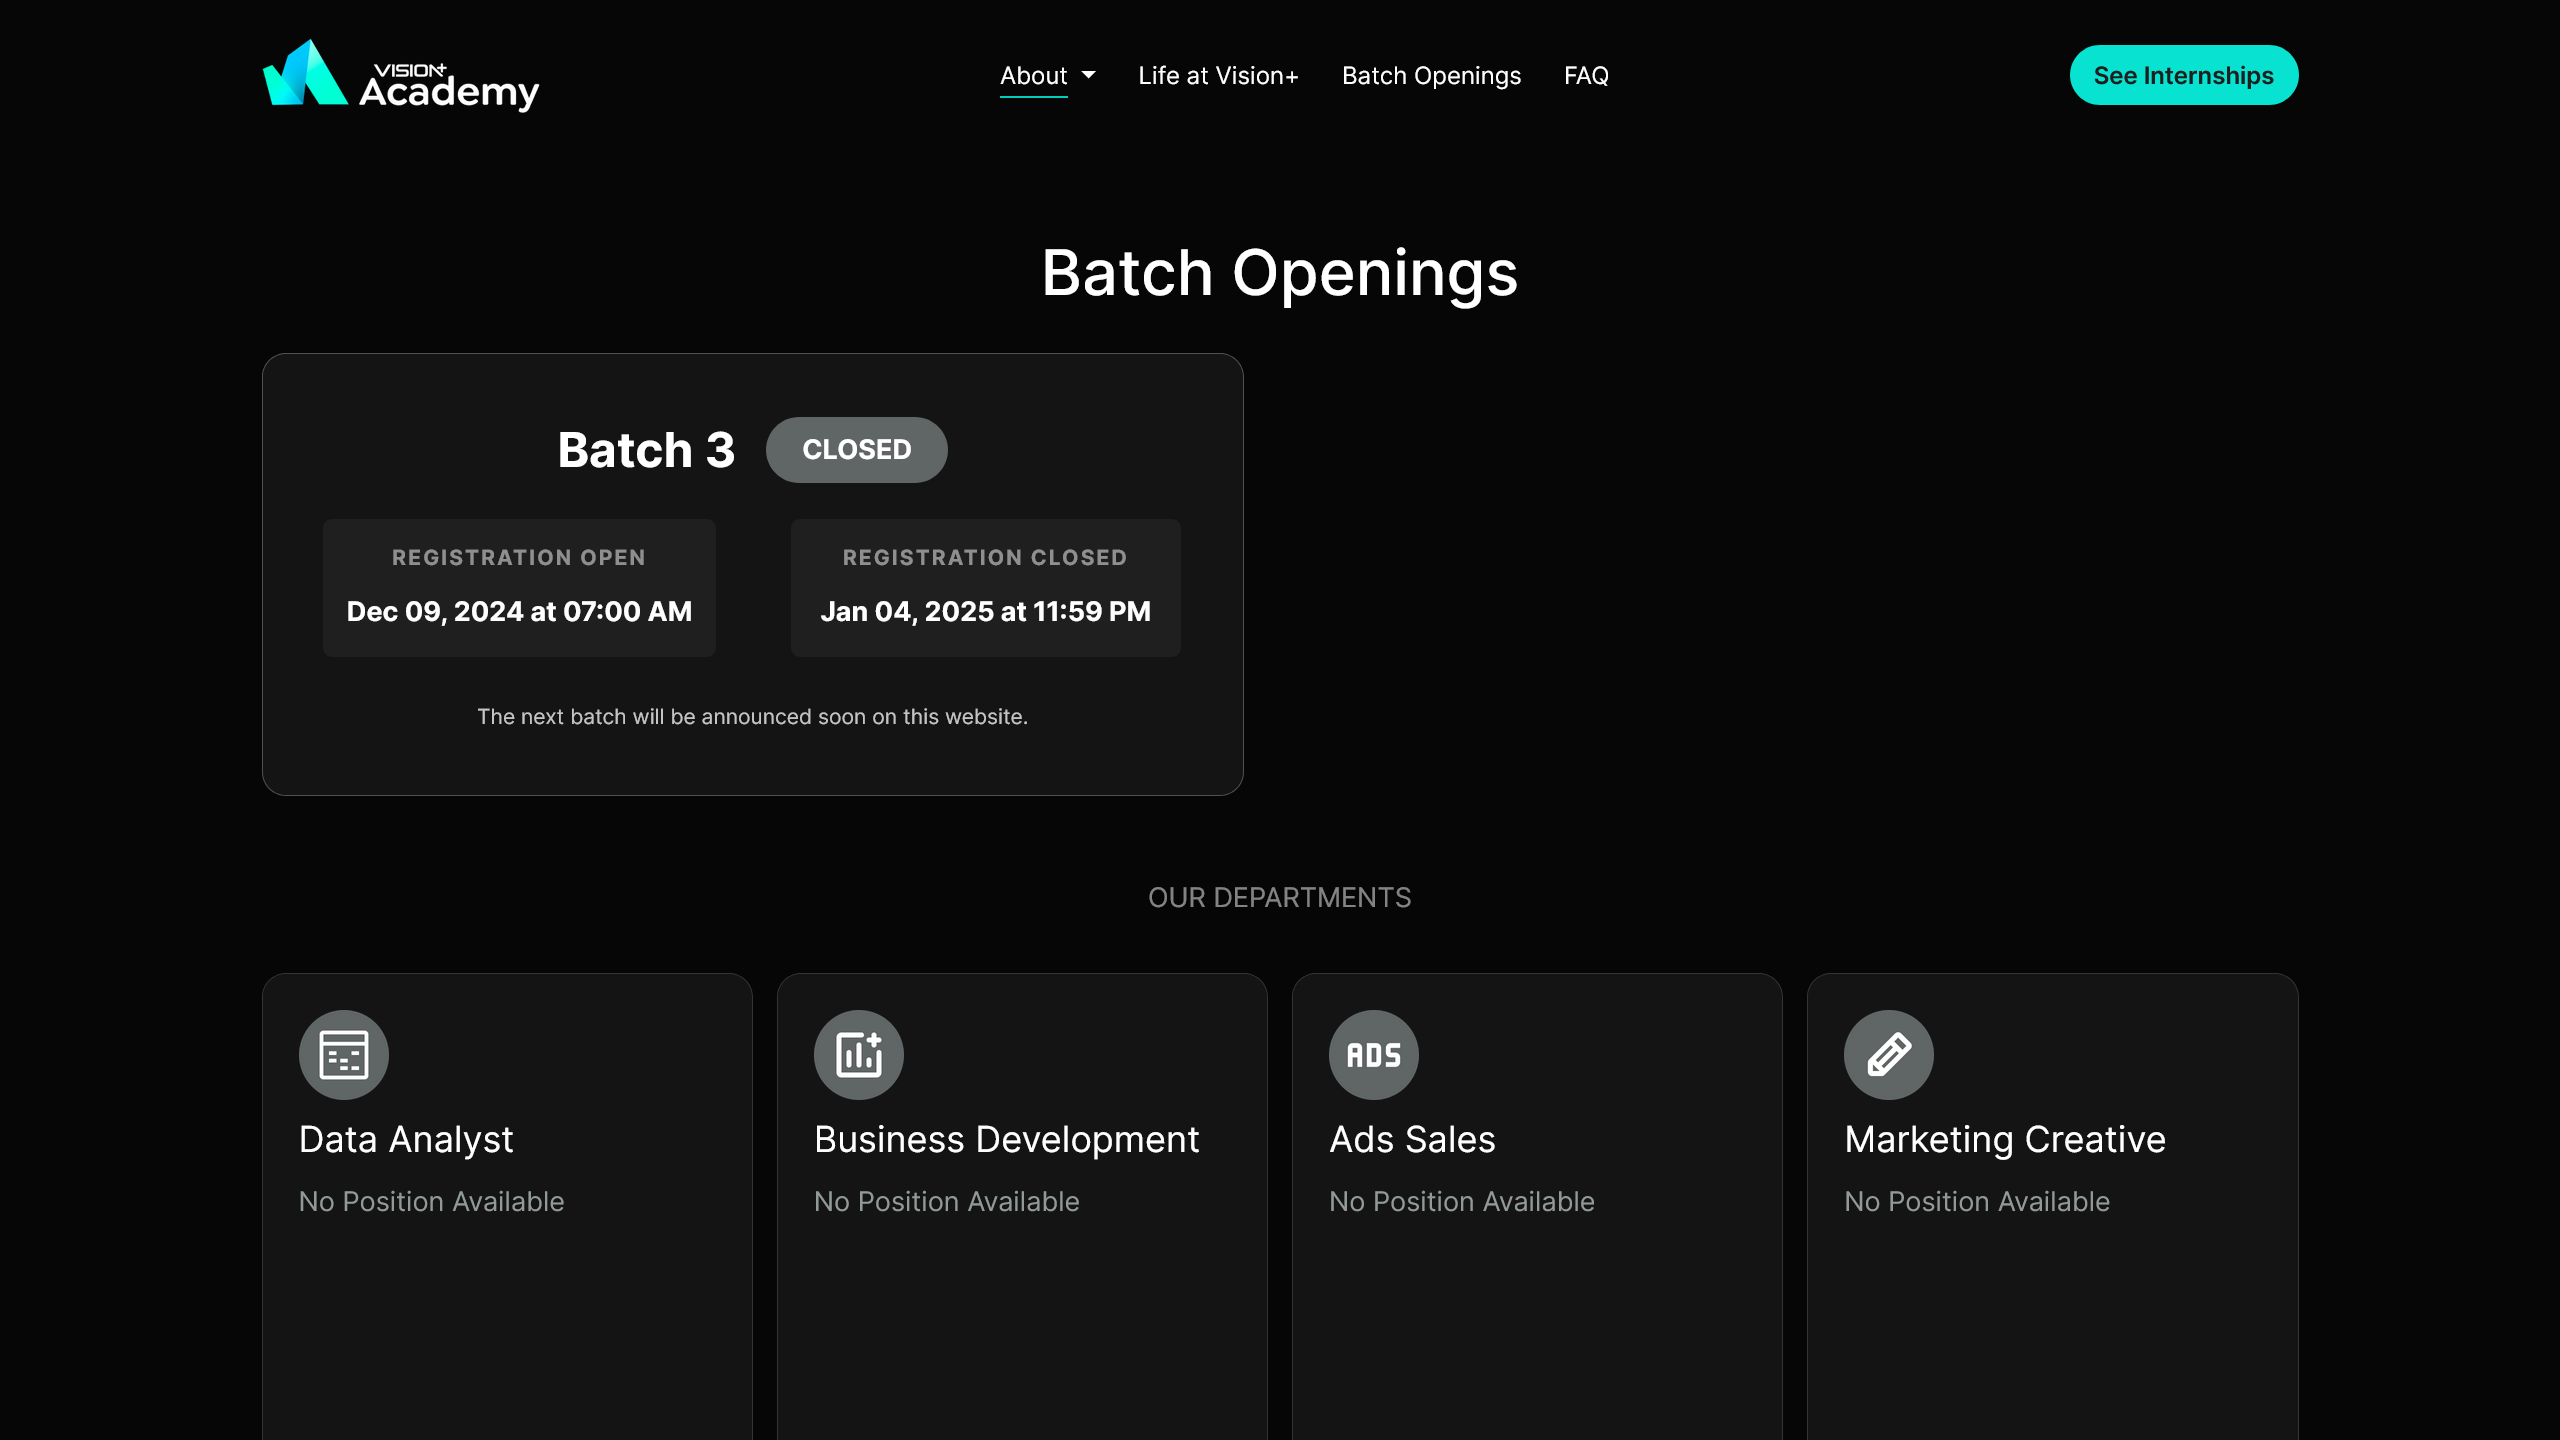 VISION+
Academy
About
Life at Vision+
Batch Openings
FAQ
See Internships
Batch Openings
Batch 3
CLOSED
REGISTRATION OPEN
Dec 09, 2024 at 07:00 AM
REGISTRATION CLOSED
Jan 04, 2025 at 11:59 PM
The next batch will be announced soon on this website.
OUR DEPARTMENTS
Data Analyst
No Position Available
Business Development
No Position Available
ADS
Ads Sales
No Position Available
Marketing Creative
No Position Available